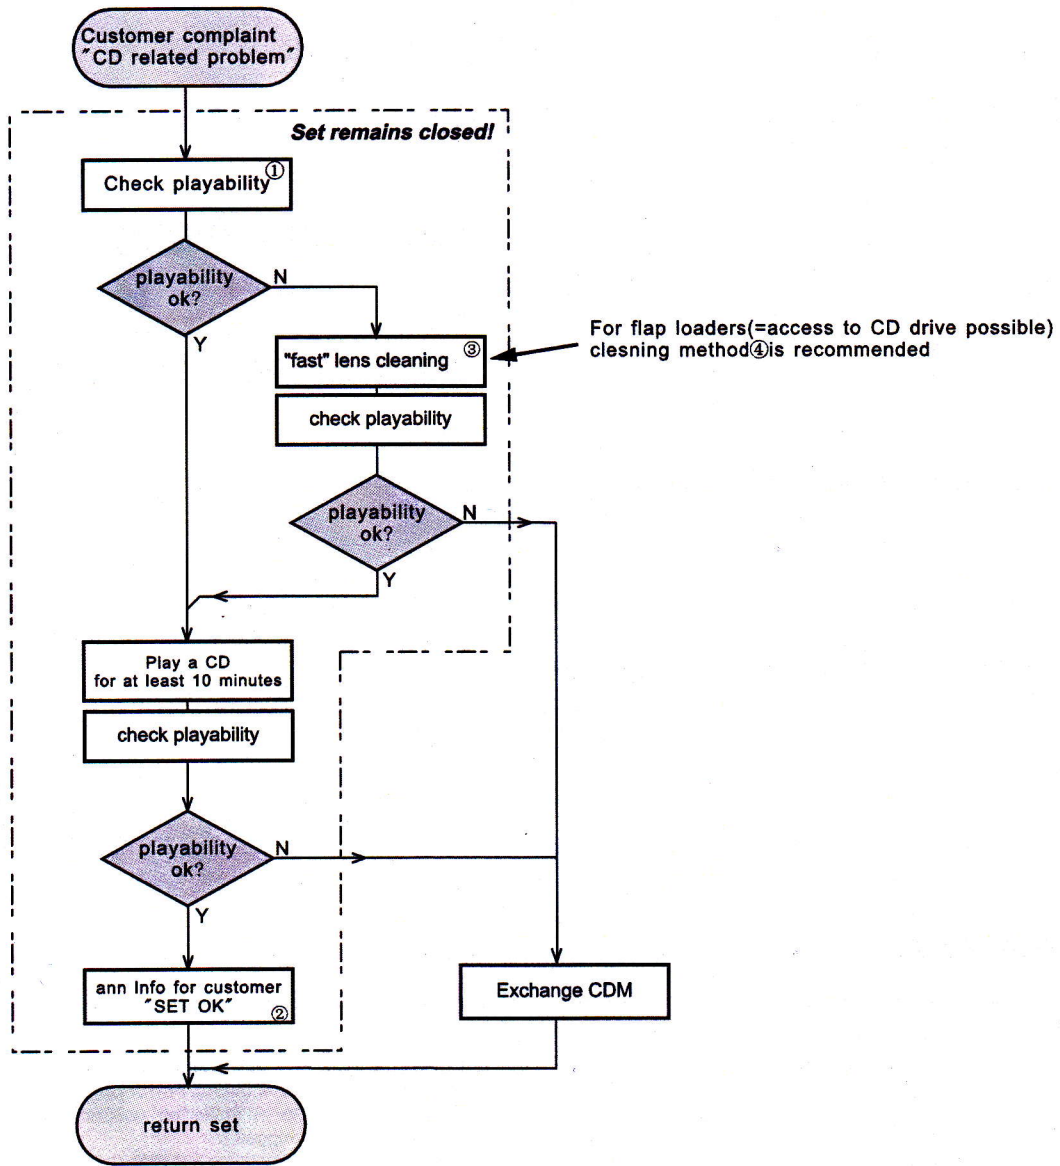 Customer complaint
"CD related problem"
Set remains closed!
Check playability ①
playability
ok?
N
Y
"fast" lens cleaning ③
For flap loaders(=access to CD drive possible)
clesning method④is recommended
check playability
playability
ok?
N
Y
Play a CD
for at least 10 minutes
check playability
playability
ok?
N
Y
ann Info for customer
"SET OK" ②
Exchange CDM
return set